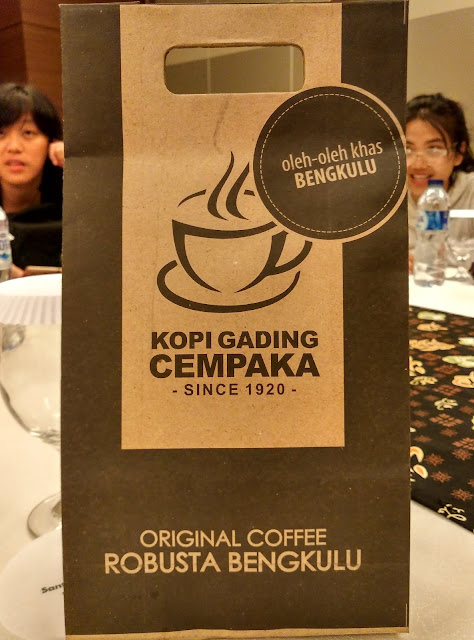 oleh-oleh khas
BENGKULU
KOPI GADING
CEMPAKA
- SINCE 1920 -
ORIGINAL COFFEE
ROBUSTA BENGKULU